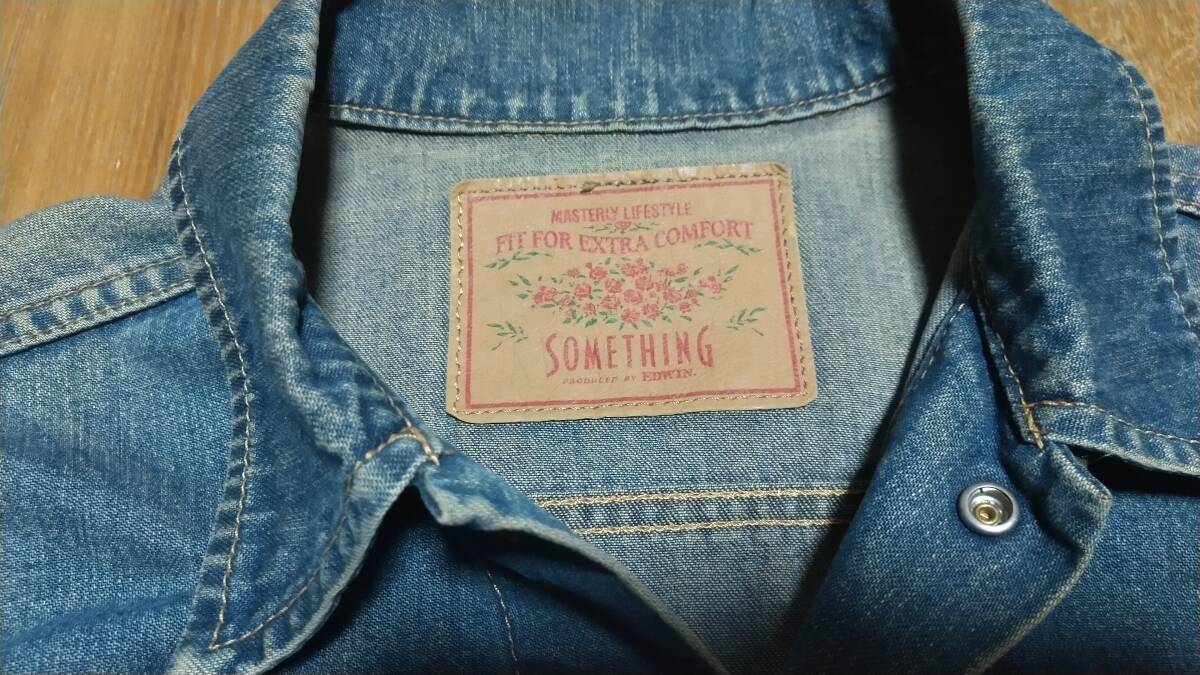 MASTERLY LIFESTYLE
FIT FOR EXTRA COMFORT
SOMETHING
PRODUCED BY EDWIN.